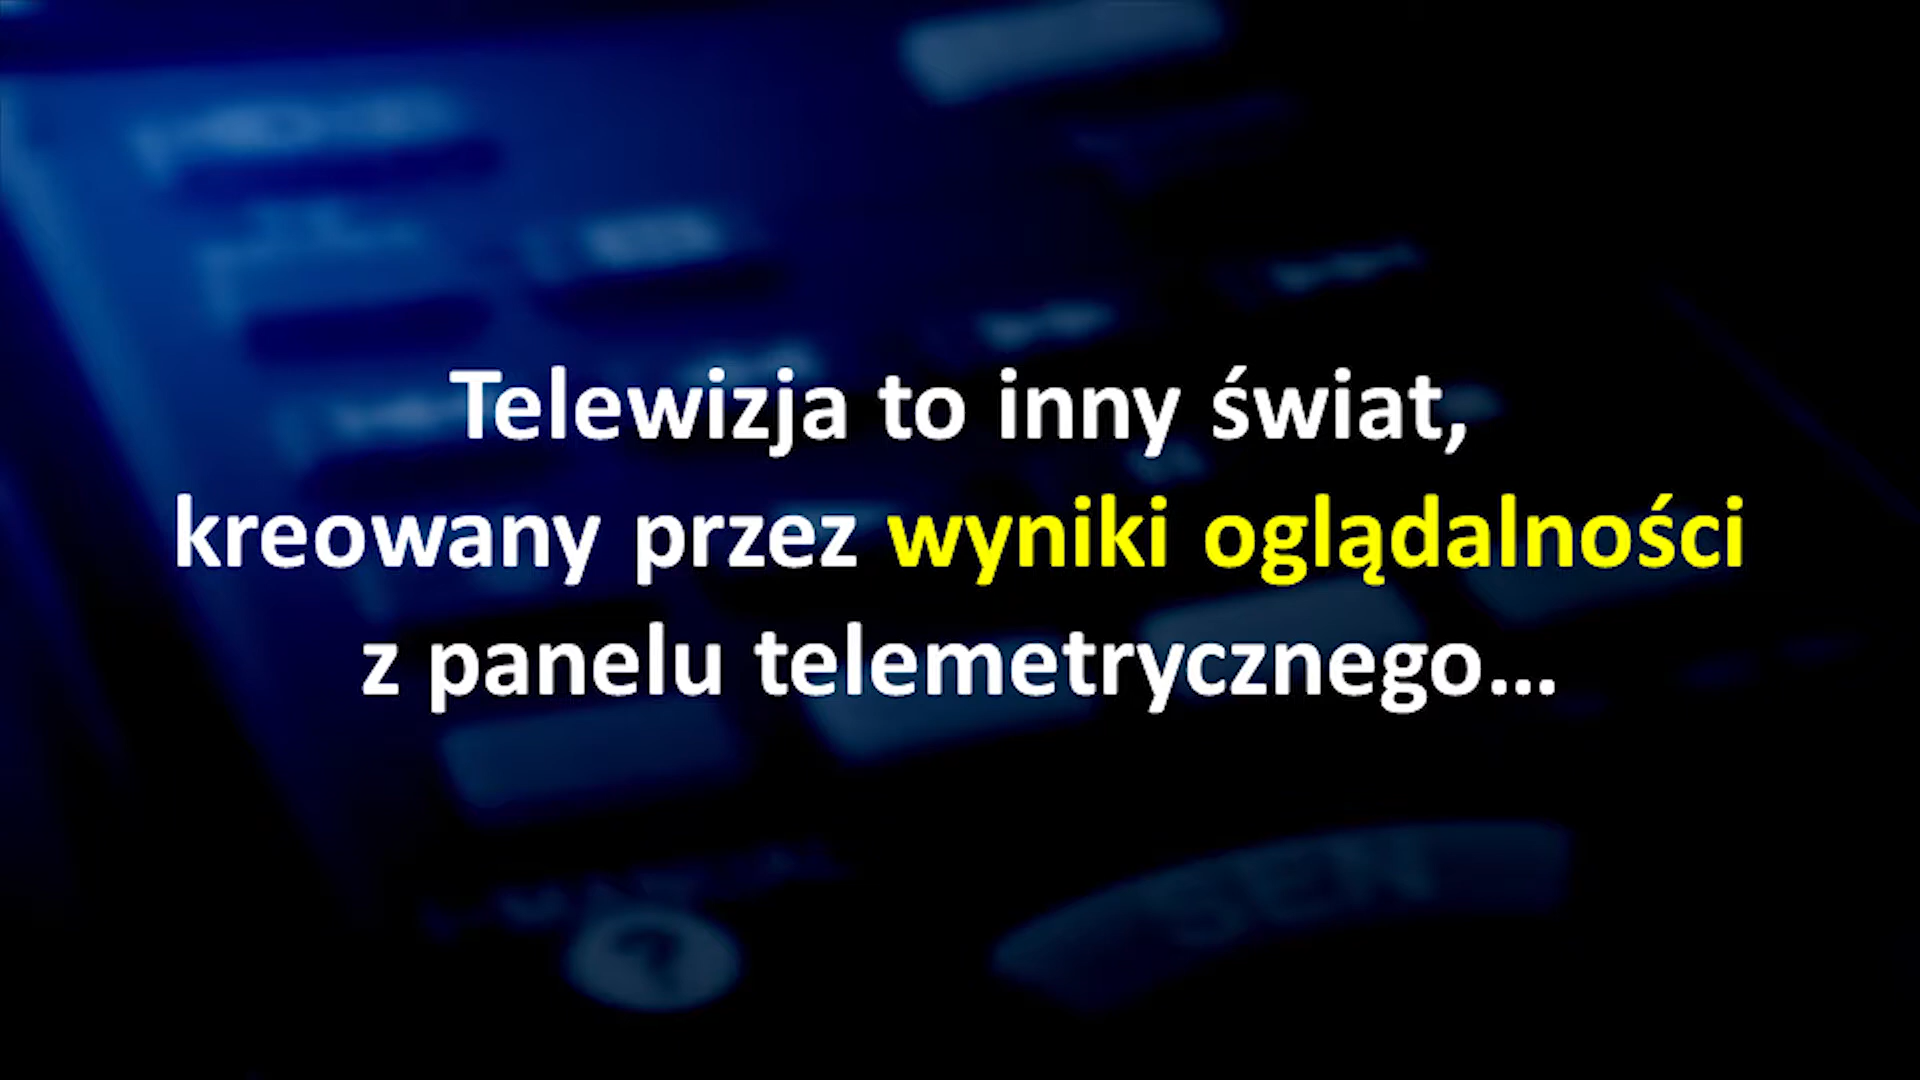 Telewizja to inny świat,
kreowany przez wyniki oglądalności
z panelu telemetrycznego...
?